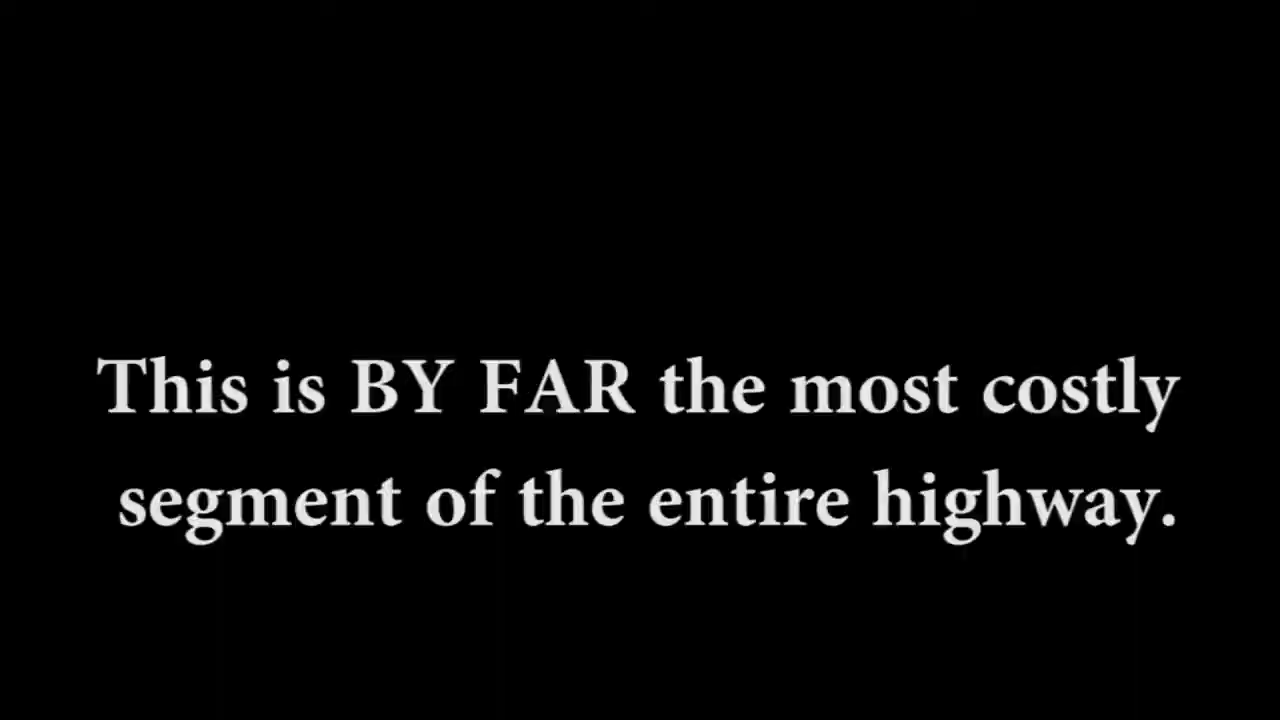 This is BY FAR the most costly
segment of the entire highway.